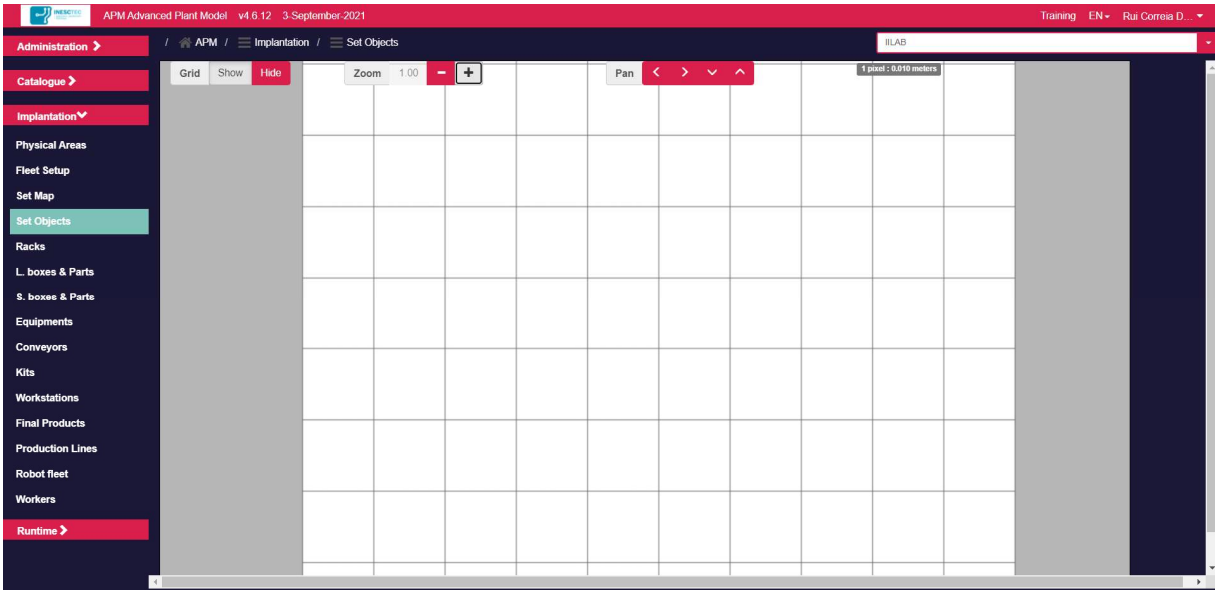 INESCTEC APM Advanced Plant Model v4.6.12 3-September-2021 Training EN Rui Correia D...
Administration / APM / Implantation / Set Objects IILAB
Catalogue Grid Show Hide Zoom 1.00 - + Pan 1 pixel : 0.010 meters
Implantation
Physical Areas
Fleet Setup
Set Map
Set Objects
Racks
L. boxes & Parts
S. boxes & Parts
Equipments
Conveyors
Kits
Workstations
Final Products
Production Lines
Robot fleet
Workers
Runtime